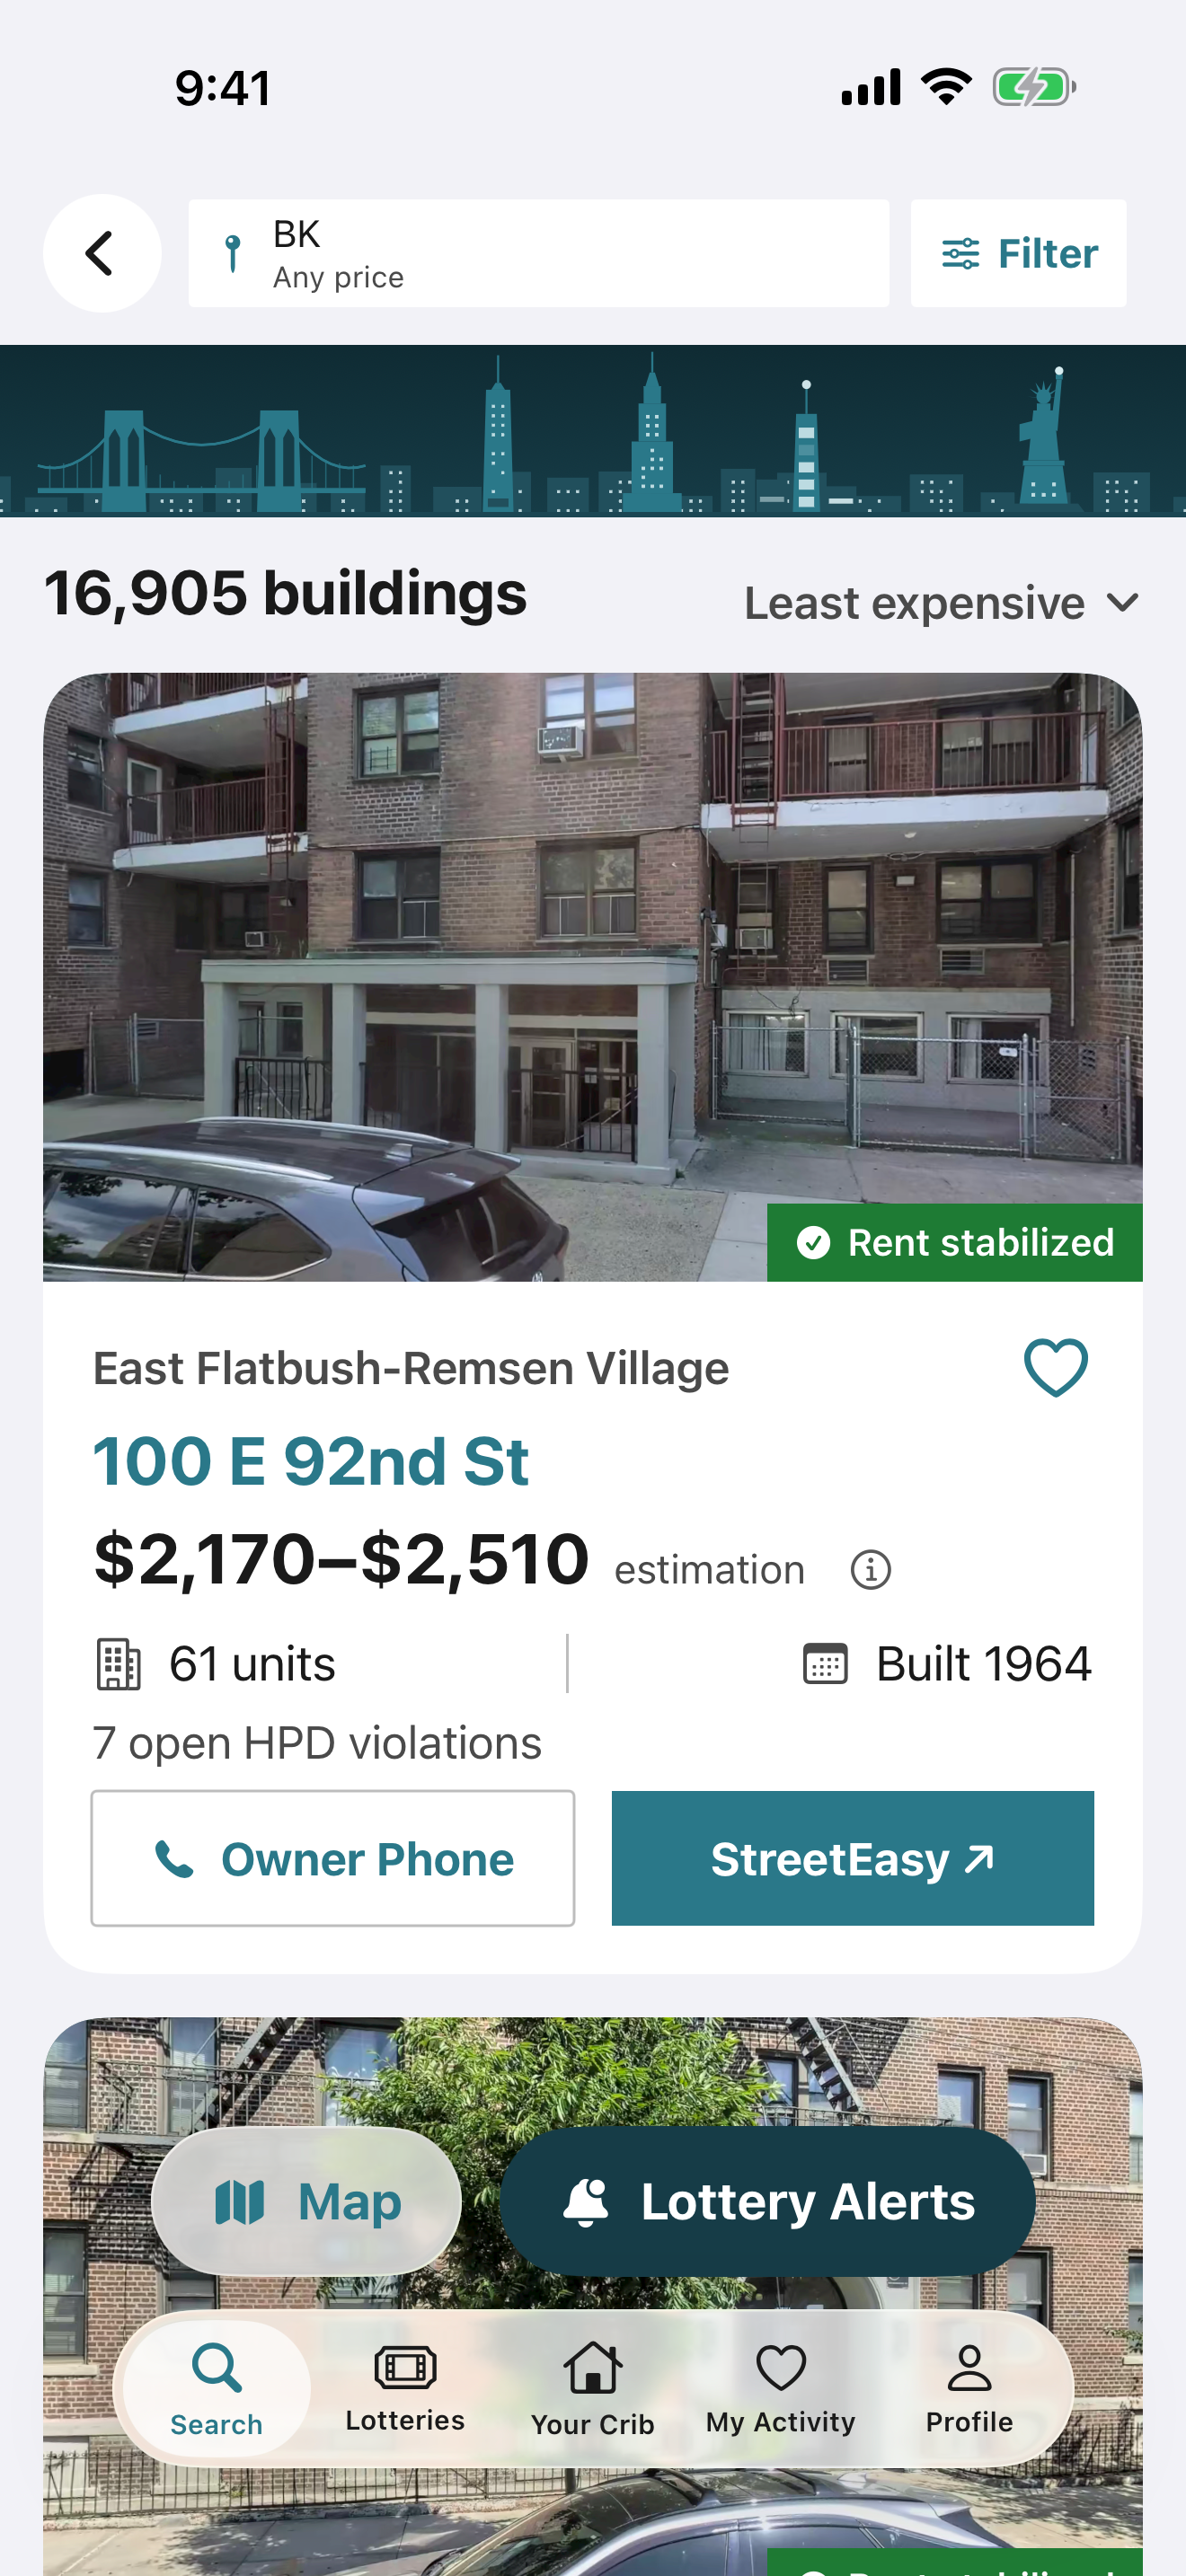 9:41
BK
Any price
Filter
16,905 buildings
Least expensive
Rent stabilized
East Flatbush-Remsen Village
100 E 92nd St
$2,170–$2,510 estimation
61 units
Built 1964
7 open HPD violations
Owner Phone
StreetEasy
Map
Lottery Alerts
Search
Lotteries
Your Crib
My Activity
Profile